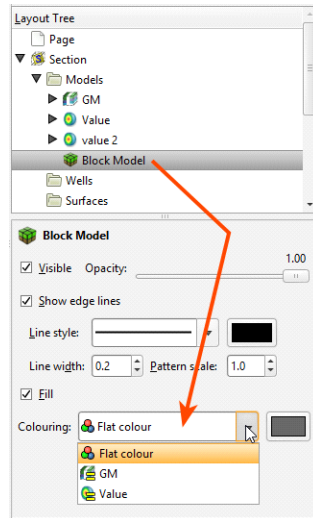 Layout Tree
Page
Section
Models
GM
Value
value 2
Block Model
Wells
Surfaces
Block Model
Visible Opacity: 1.00
Show edge lines
Line style:
Line width: 0.2 Pattern scale: 1.0
Fill
Colouring: Flat colour
Flat colour
GM
Value